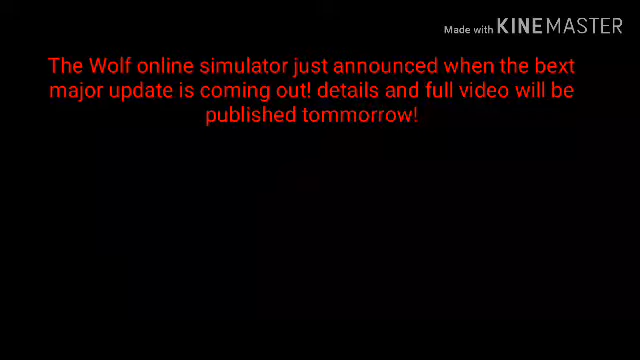 Made with KINEMASTER
The Wolf online simulator just announced when the bext
major update is coming out! details and full video will be
published tommorrow!